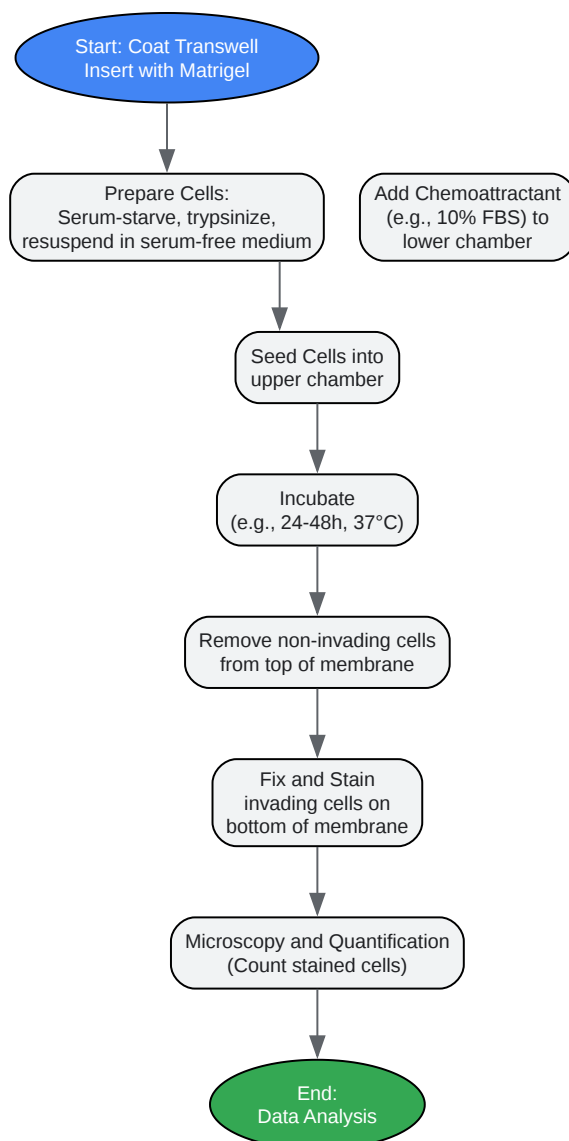 Start: Coat Transwell
Insert with Matrigel
Prepare Cells:
Serum-starve, trypsinize,
resuspend in serum-free medium
Add Chemoattractant
(e.g., 10% FBS) to
lower chamber
Seed Cells into
upper chamber
Incubate
(e.g., 24-48h, 37°C)
Remove non-invading cells
from top of membrane
Fix and Stain
invading cells on
bottom of membrane
Microscopy and Quantification
(Count stained cells)
End:
Data Analysis